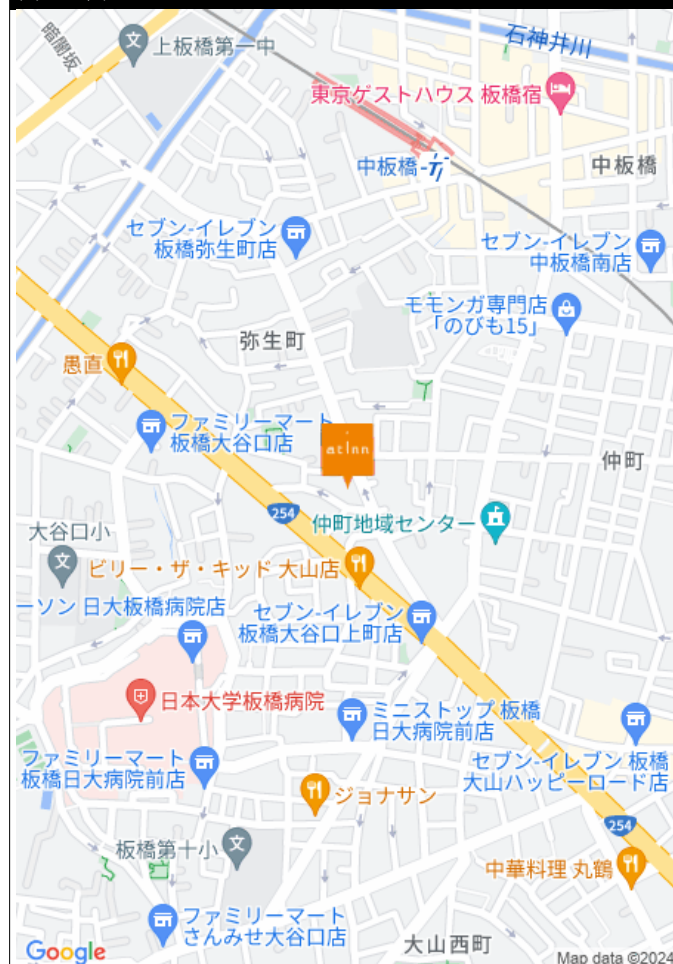 暗闇坂
上板橋第一中
石神井川
東京ゲストハウス 板橋宿
中板橋
中板橋
セブン-イレブン
板橋弥生町店
セブン-イレブン
中板橋南店
モモンガ専門店
「のびも15」
弥生町
愚直
ファミリーマート
板橋大谷口店
atinn
仲町
254
仲町地域センター
大谷口小
ビリー・ザ・キッド 大山店
ーソン 日大板橋病院店
セブン-イレブン
板橋大谷口上町店
日本大学板橋病院
ミニストップ 板橋
日大病院前店
ファミリーマート
板橋日大病院前店
セブン-イレブン 板橋
大山ハッピーロード店
ジョナサン
254
板橋第十小
中華料理 丸鶴
ファミリーマート
さんみせ大谷口店
大山西町
Google
Map data ©2024